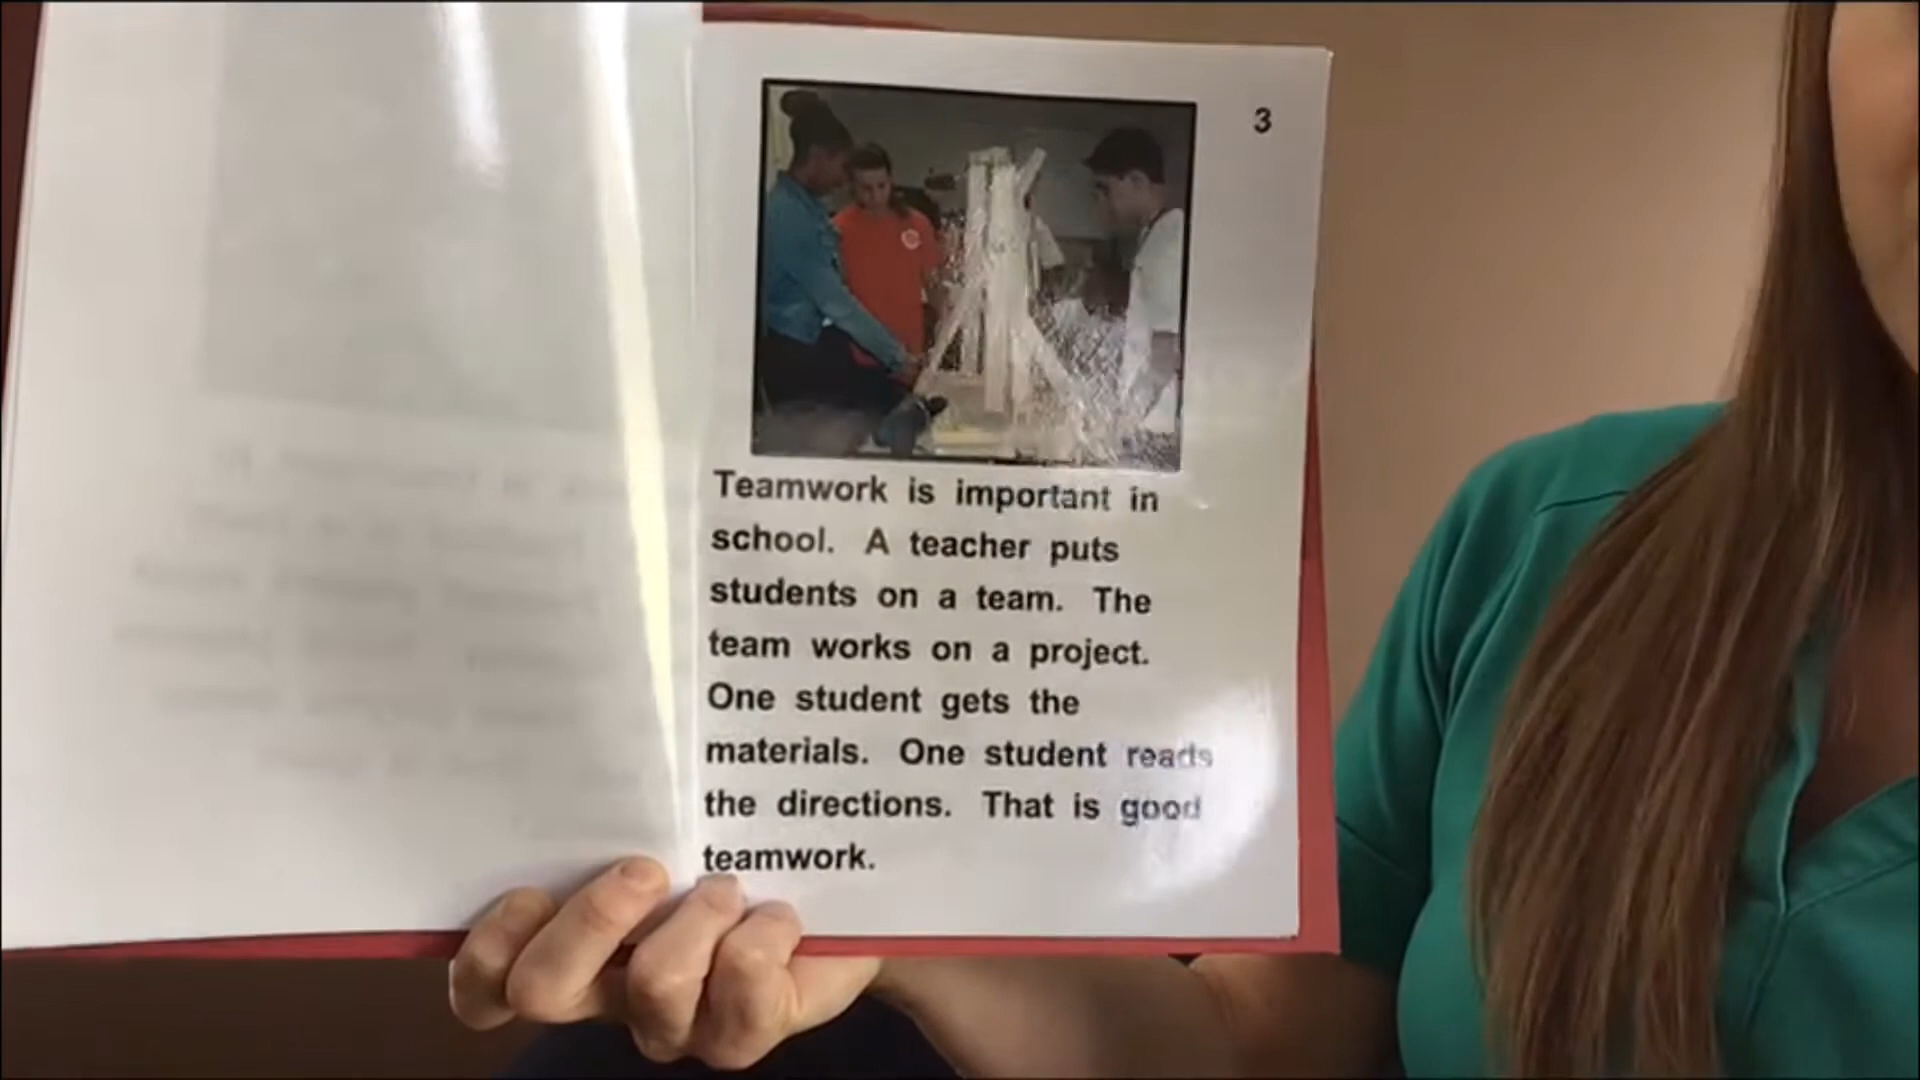 3
Teamwork is important in
school. A teacher puts
students on a team. The
team works on a project.
One student gets the
materials. One student reads
the directions. That is good
teamwork.